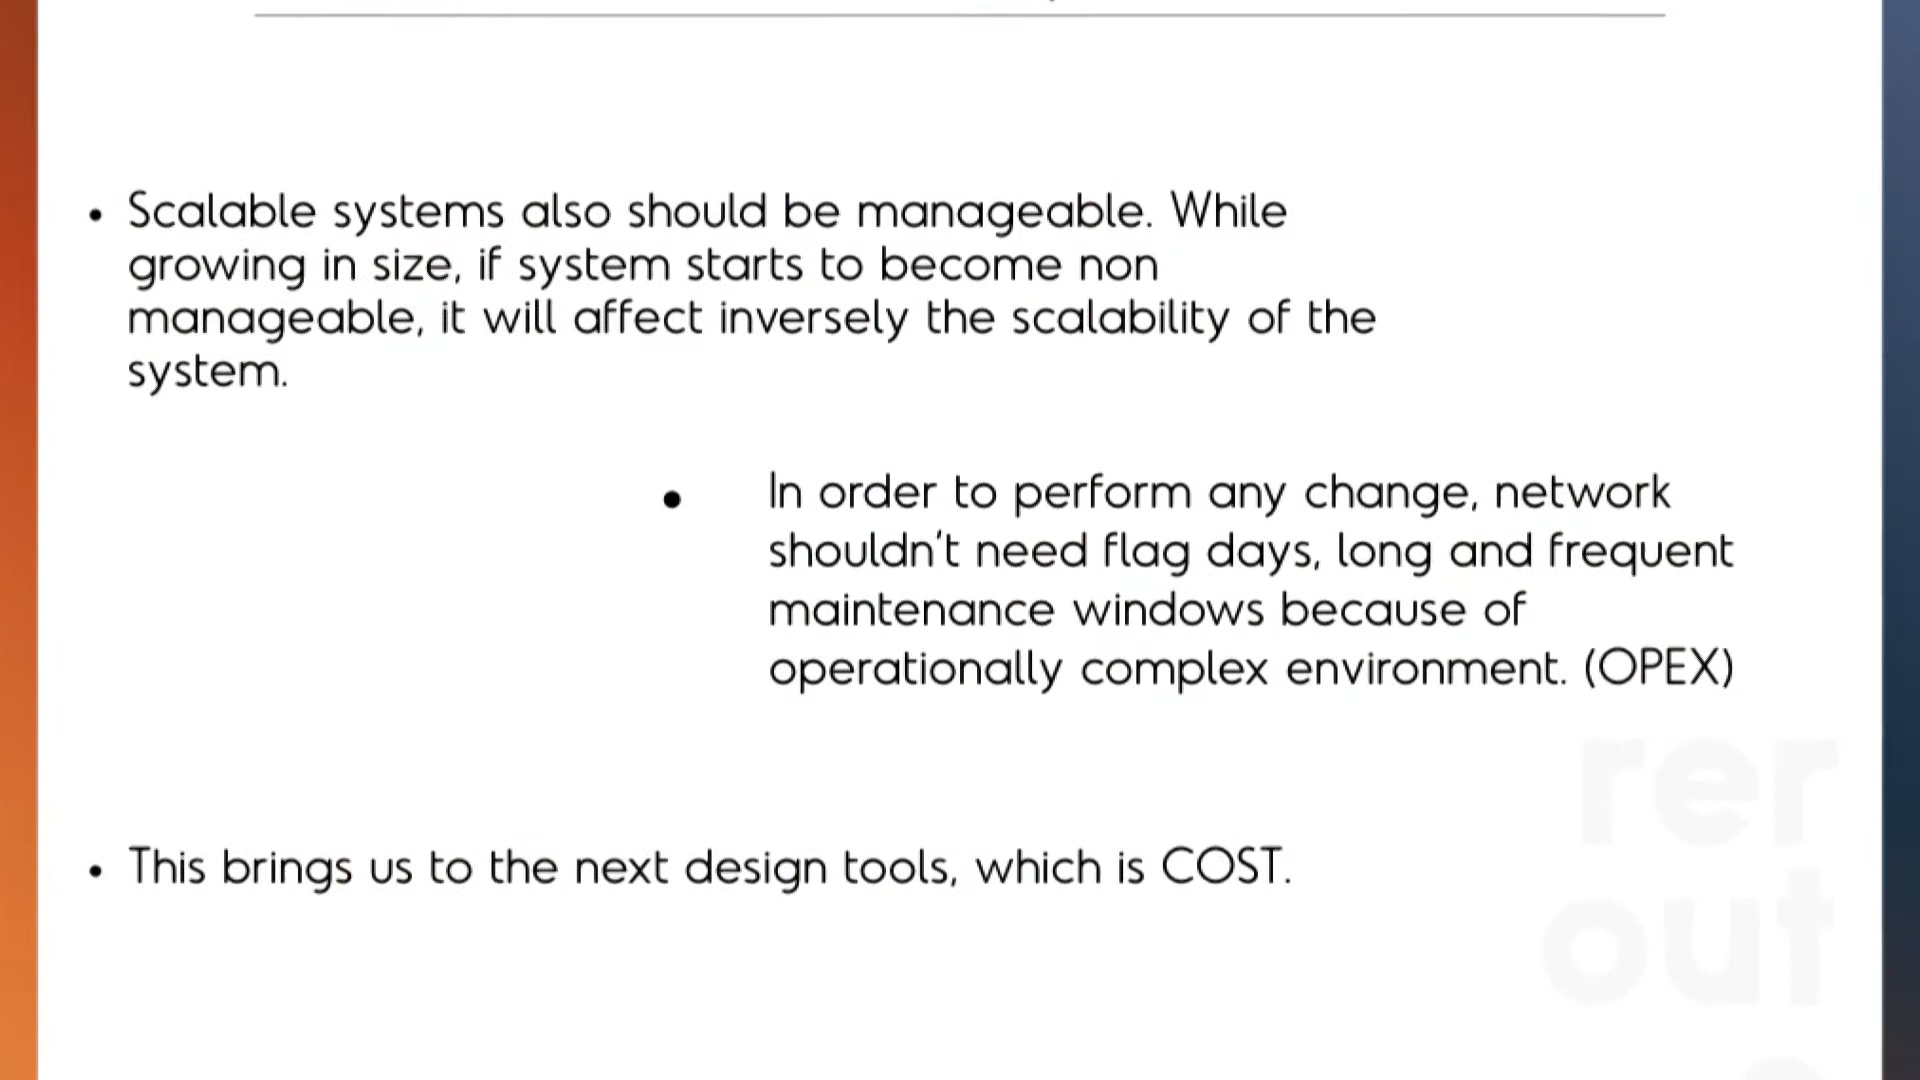 • Scalable systems also should be manageable. While
growing in size, if system starts to become non
manageable, it will affect inversely the scalability of the
system.
• In order to perform any change, network
shouldn't need flag days, long and frequent
maintenance windows because of
operationally complex environment. (OPEX)
• This brings us to the next design tools, which is COST.
rer
out